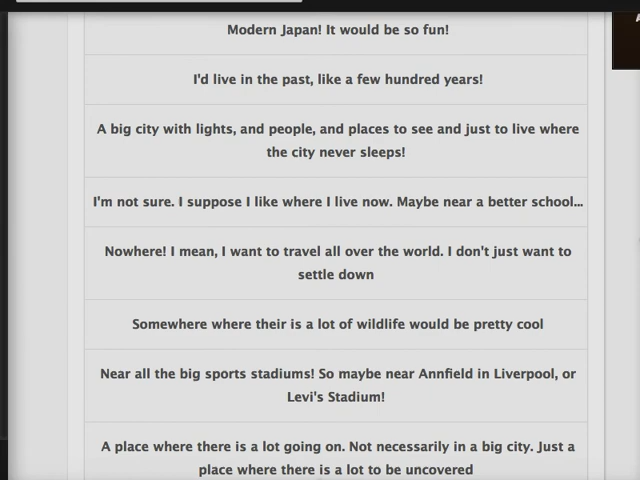 Modern Japan! It would be so fun!
I'd live in the past, like a few hundred years!
A big city with lights, and people, and places to see and just to live where
the city never sleeps!
I'm not sure. I suppose I like where I live now. Maybe near a better school...
Nowhere! I mean, I want to travel all over the world. I don't just want to
settle down
Somewhere where their is a lot of wildlife would be pretty cool
Near all the big sports stadiums! So maybe near Annfield in Liverpool, or
Levi's Stadium!
A place where there is a lot going on. Not necessarily in a big city. Just a
place where there is a lot to be uncovered